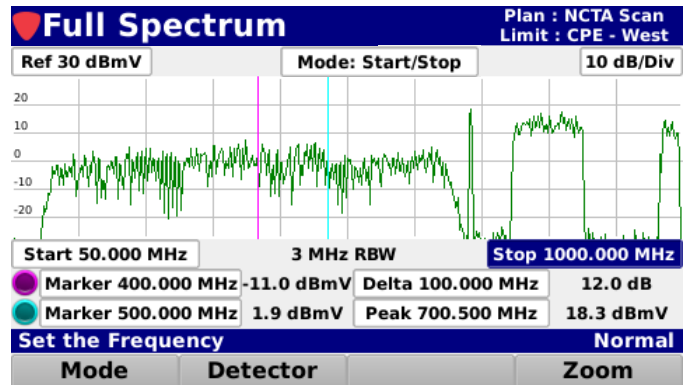 Full Spectrum
Plan : NCTA Scan
Limit : CPE - West
Ref 30 dBmV Mode: Start/Stop 10 dB/Div
20
10
0
-10
-20
Start 50.000 MHz 3 MHz RBW Stop 1000.000 MHz
Marker 400.000 MHz -11.0 dBmV Delta 100.000 MHz 12.0 dB
Marker 500.000 MHz 1.9 dBmV Peak 700.500 MHz 18.3 dBmV
Set the Frequency Normal
Mode Detector Zoom